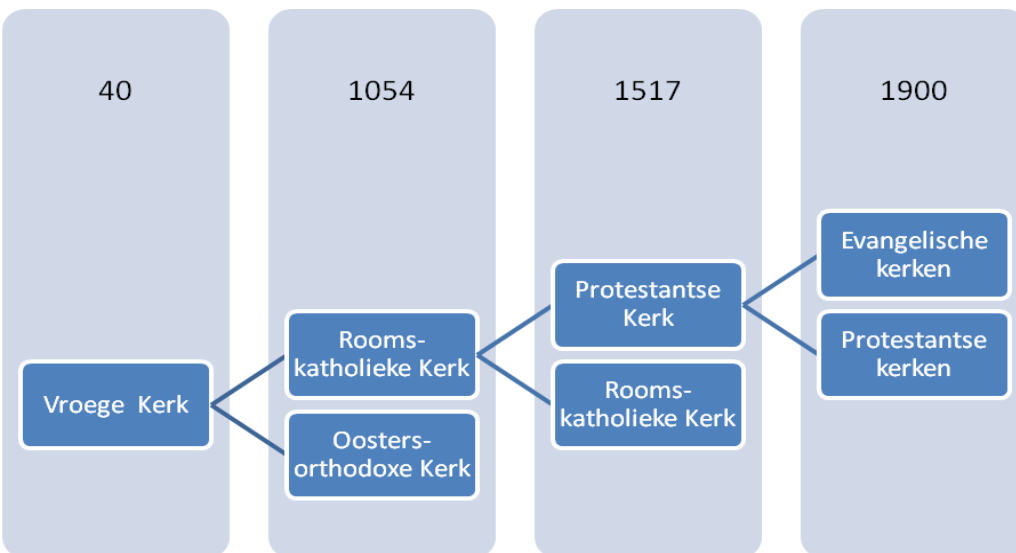 40
1054
1517
1900
Vroege Kerk
Rooms-
katholieke Kerk
Oosters-
orthodoxe Kerk
Protestantse
Kerk
Rooms-
katholieke Kerk
Evangelische
kerken
Protestantse
kerken